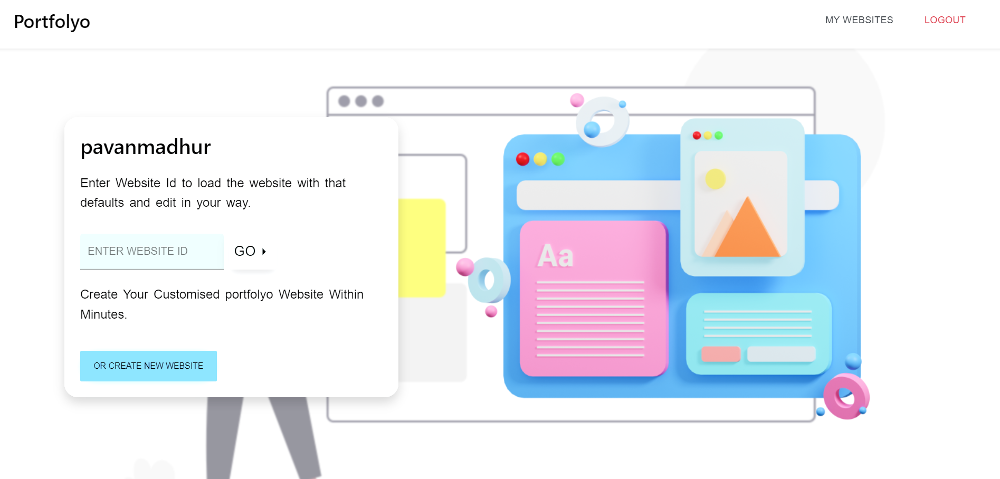 Portfolyo
MY WEBSITES
LOGOUT
pavanmadhur
Enter Website Id to load the website with that
defaults and edit in your way.
ENTER WEBSITE ID
GO
Create Your Customised portfolyo Website Within
Minutes.
OR CREATE NEW WEBSITE
Aa